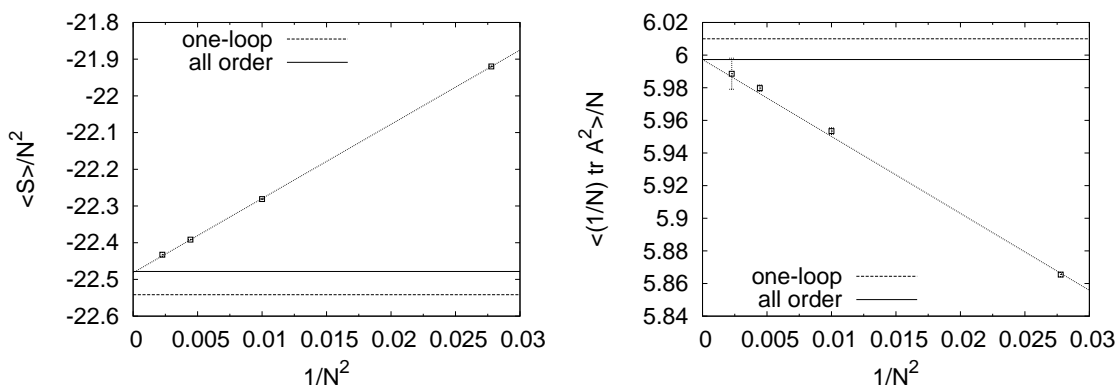 -21.8
-21.9
-22
-22.1
-22.2
-22.3
-22.4
-22.5
-22.6
<S>/N²
one-loop
all order
0 0.005 0.01 0.015 0.02 0.025 0.03
1/N²
6.02
6
5.98
5.96
5.94
5.92
5.9
5.88
5.86
5.84
<(1/N) tr A²>/N
one-loop
all order
0 0.005 0.01 0.015 0.02 0.025 0.03
1/N²